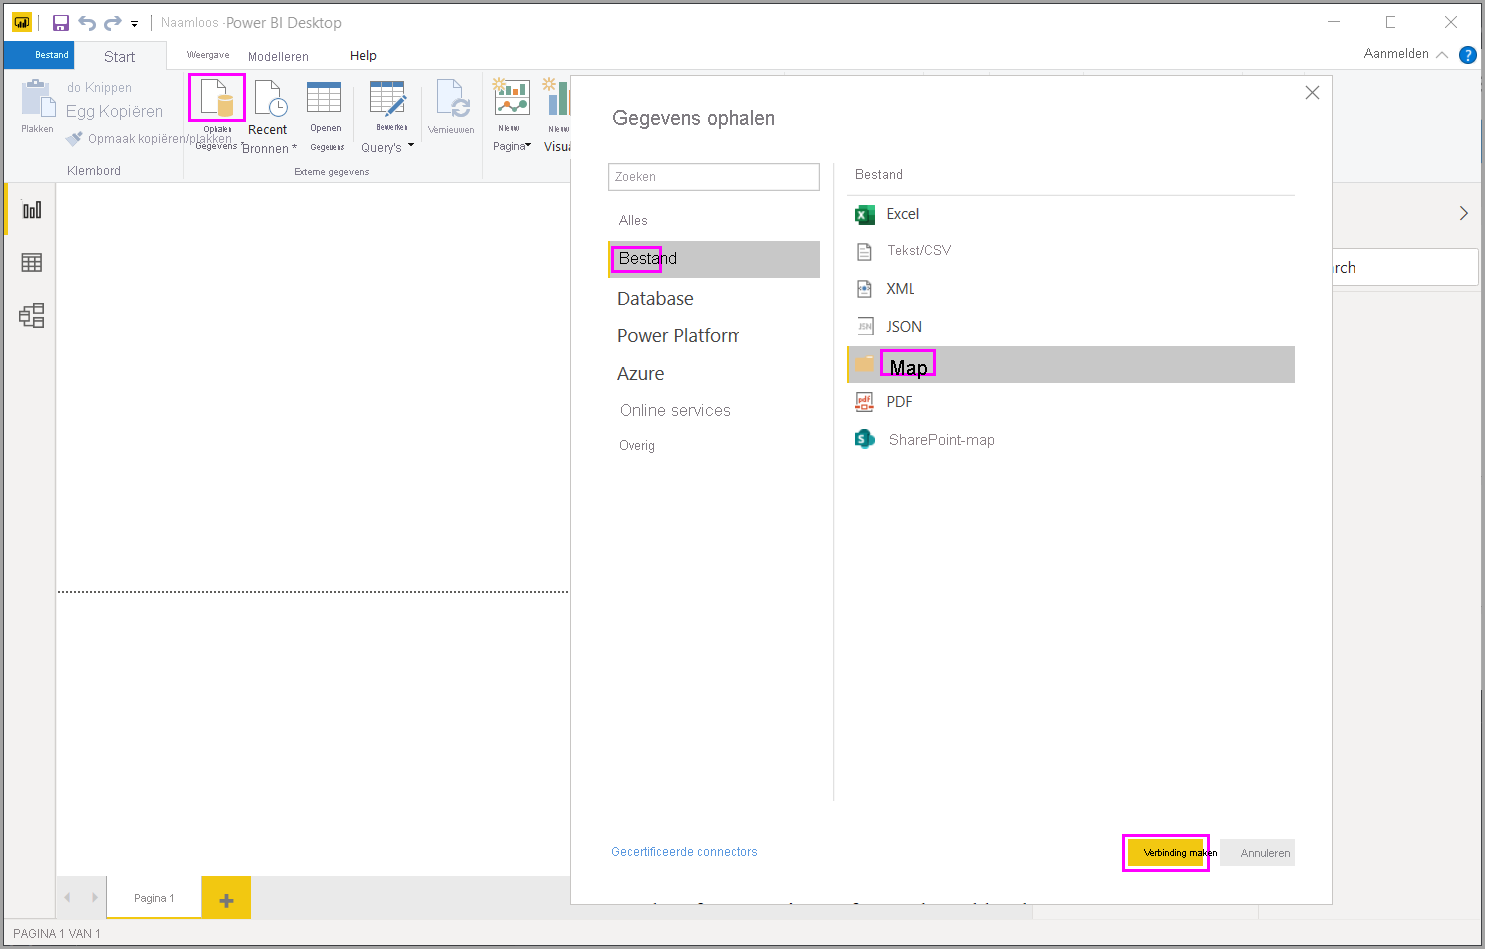 Naamloos -Power BI Desktop
Bestand
Start
Weergave
Modelleren
Help
Aanmelden
?
Plakken
do Knippen
Egg Kopiëren
Opmaak kopiëren/plakken
Klembord
Ophalen
Gegevens
Recent
Bronnen *
Openen
Gegevens
Externe gegevens
Bewerken
Query's
Vernieuwen
Nieuw
Pagina
Nieuw
Visua
Gegevens ophalen
Zoeken
Alles
Bestand
Database
Power Platform
Azure
Online services
Overig
Bestand
Excel
Tekst/CSV
XML
JSN
JSON
Map
pdf
PDF
S
SharePoint-map
rch
Gecertificeerde connectors
Verbinding maken
Annuleren
Pagina 1
+
PAGINA 1 VAN 1